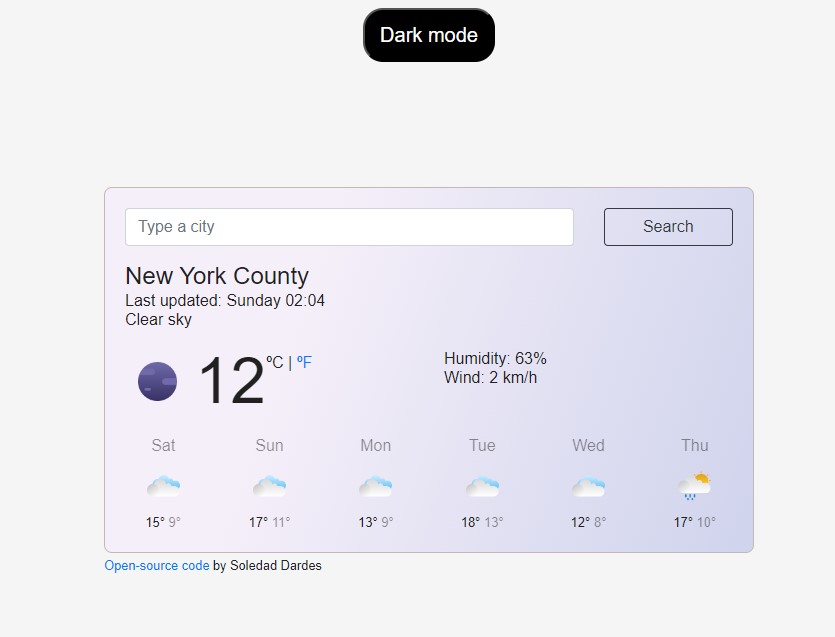 Dark mode
Type a city
Search
New York County
Last updated: Sunday 02:04
Clear sky
12 ºC | ºF
Humidity: 63%
Wind: 2 km/h
Sat Sun Mon Tue Wed Thu
15° 9° 17° 11° 13° 9° 18° 13° 12° 8° 17° 10°
Open-source code by Soledad Dardes